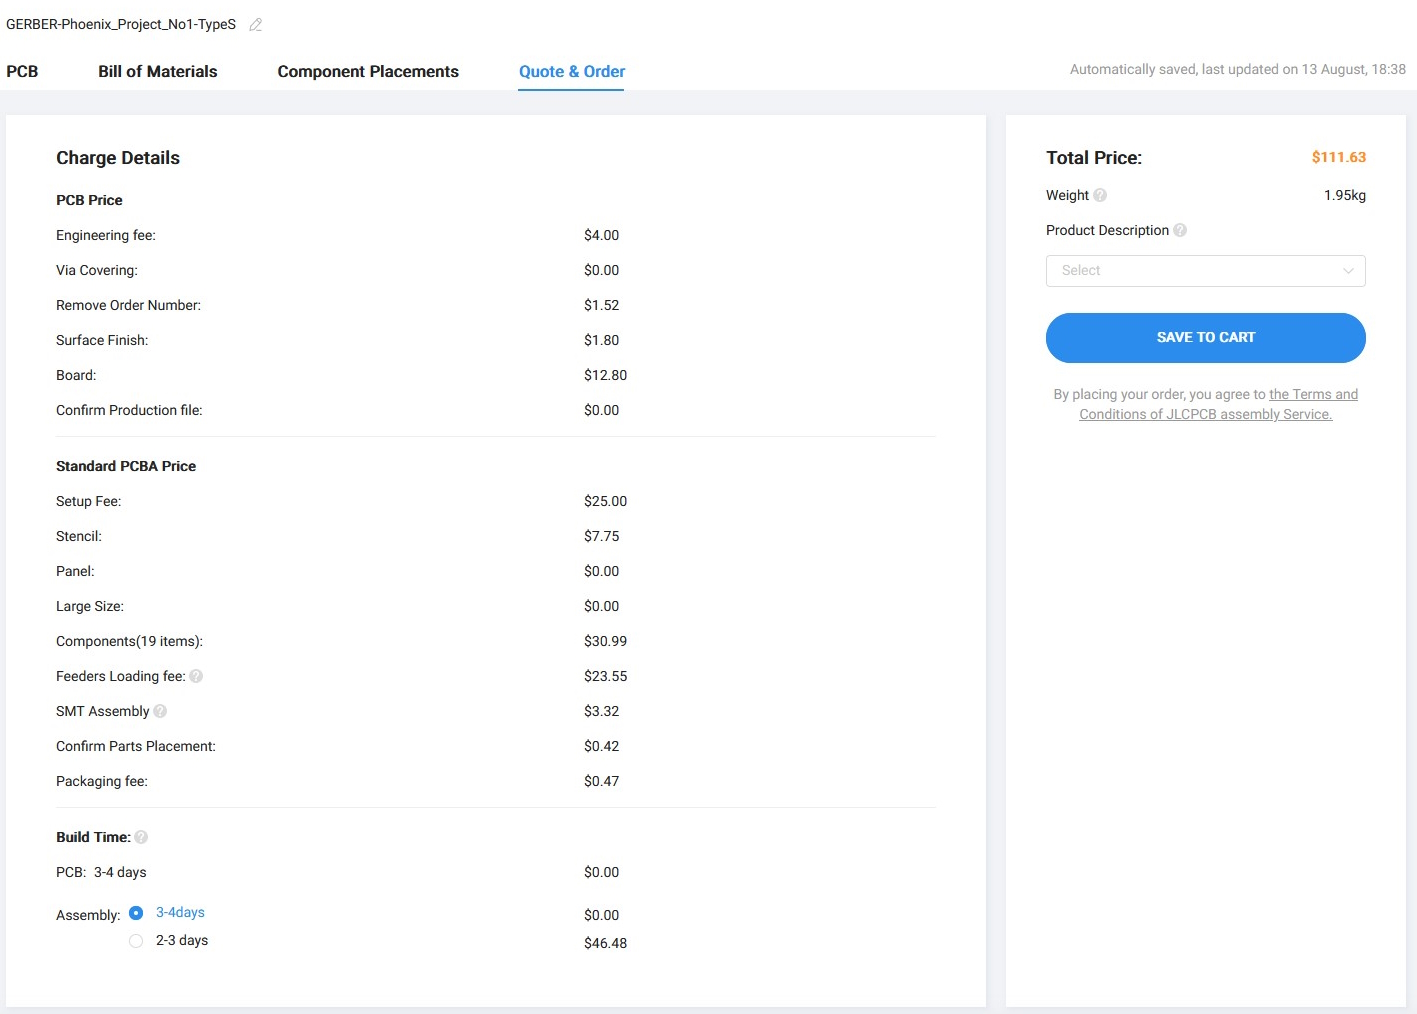 GERBER-Phoenix_Project_No1-TypeS
PCB Bill of Materials Component Placements Quote & Order Automatically saved, last updated on 13 August, 18:38
Charge Details
PCB Price
Engineering fee: $4.00
Via Covering: $0.00
Remove Order Number: $1.52
Surface Finish: $1.80
Board: $12.80
Confirm Production file: $0.00
Standard PCBA Price
Setup Fee: $25.00
Stencil: $7.75
Panel: $0.00
Large Size: $0.00
Components(19 items): $30.99
Feeders Loading fee: ? $23.55
SMT Assembly ? $3.32
Confirm Parts Placement: $0.42
Packaging fee: $0.47
Build Time: ?
PCB: 3-4 days $0.00
Assembly: 3-4days $0.00
2-3 days $46.48
Total Price: $111.63
Weight ? 1.95kg
Product Description ?
Select
SAVE TO CART
By placing your order, you agree to the Terms and
Conditions of JLCPCB assembly Service.